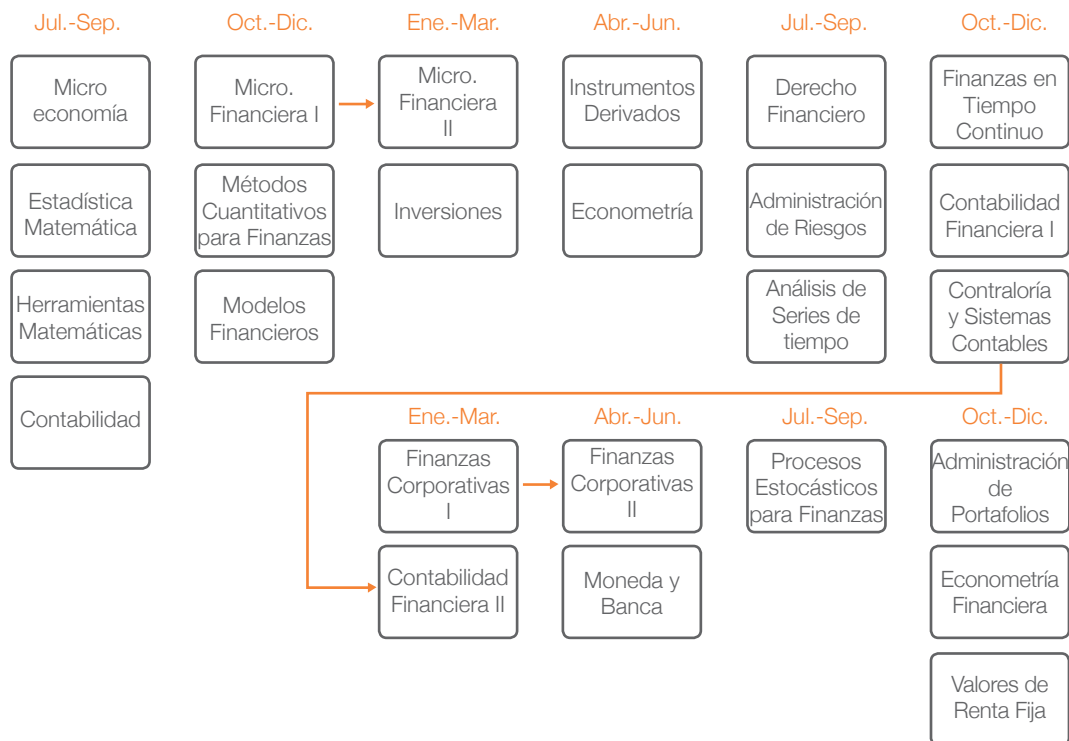 Jul.-Sep.
Oct.-Dic.
Ene.-Mar.
Abr.-Jun.
Jul.-Sep.
Oct.-Dic.
Micro
economía
Micro.
Financiera I
Micro.
Financiera
II
Instrumentos
Derivados
Derecho
Financiero
Finanzas en
Tiempo
Continuo
Estadística
Matemática
Métodos
Cuantitativos
para Finanzas
Inversiones
Econometría
Administración
de Riesgos
Contabilidad
Financiera I
Herramientas
Matemáticas
Modelos
Financieros
Análisis de
Series de
tiempo
Contraloría
y Sistemas
Contables
Contabilidad
Ene.-Mar.
Abr.-Jun.
Jul.-Sep.
Oct.-Dic.
Finanzas
Corporativas
I
Finanzas
Corporativas
II
Procesos
Estocásticos
para Finanzas
Administración
de
Portafolios
Contabilidad
Financiera II
Moneda y
Banca
Econometría
Financiera
Valores de
Renta Fija